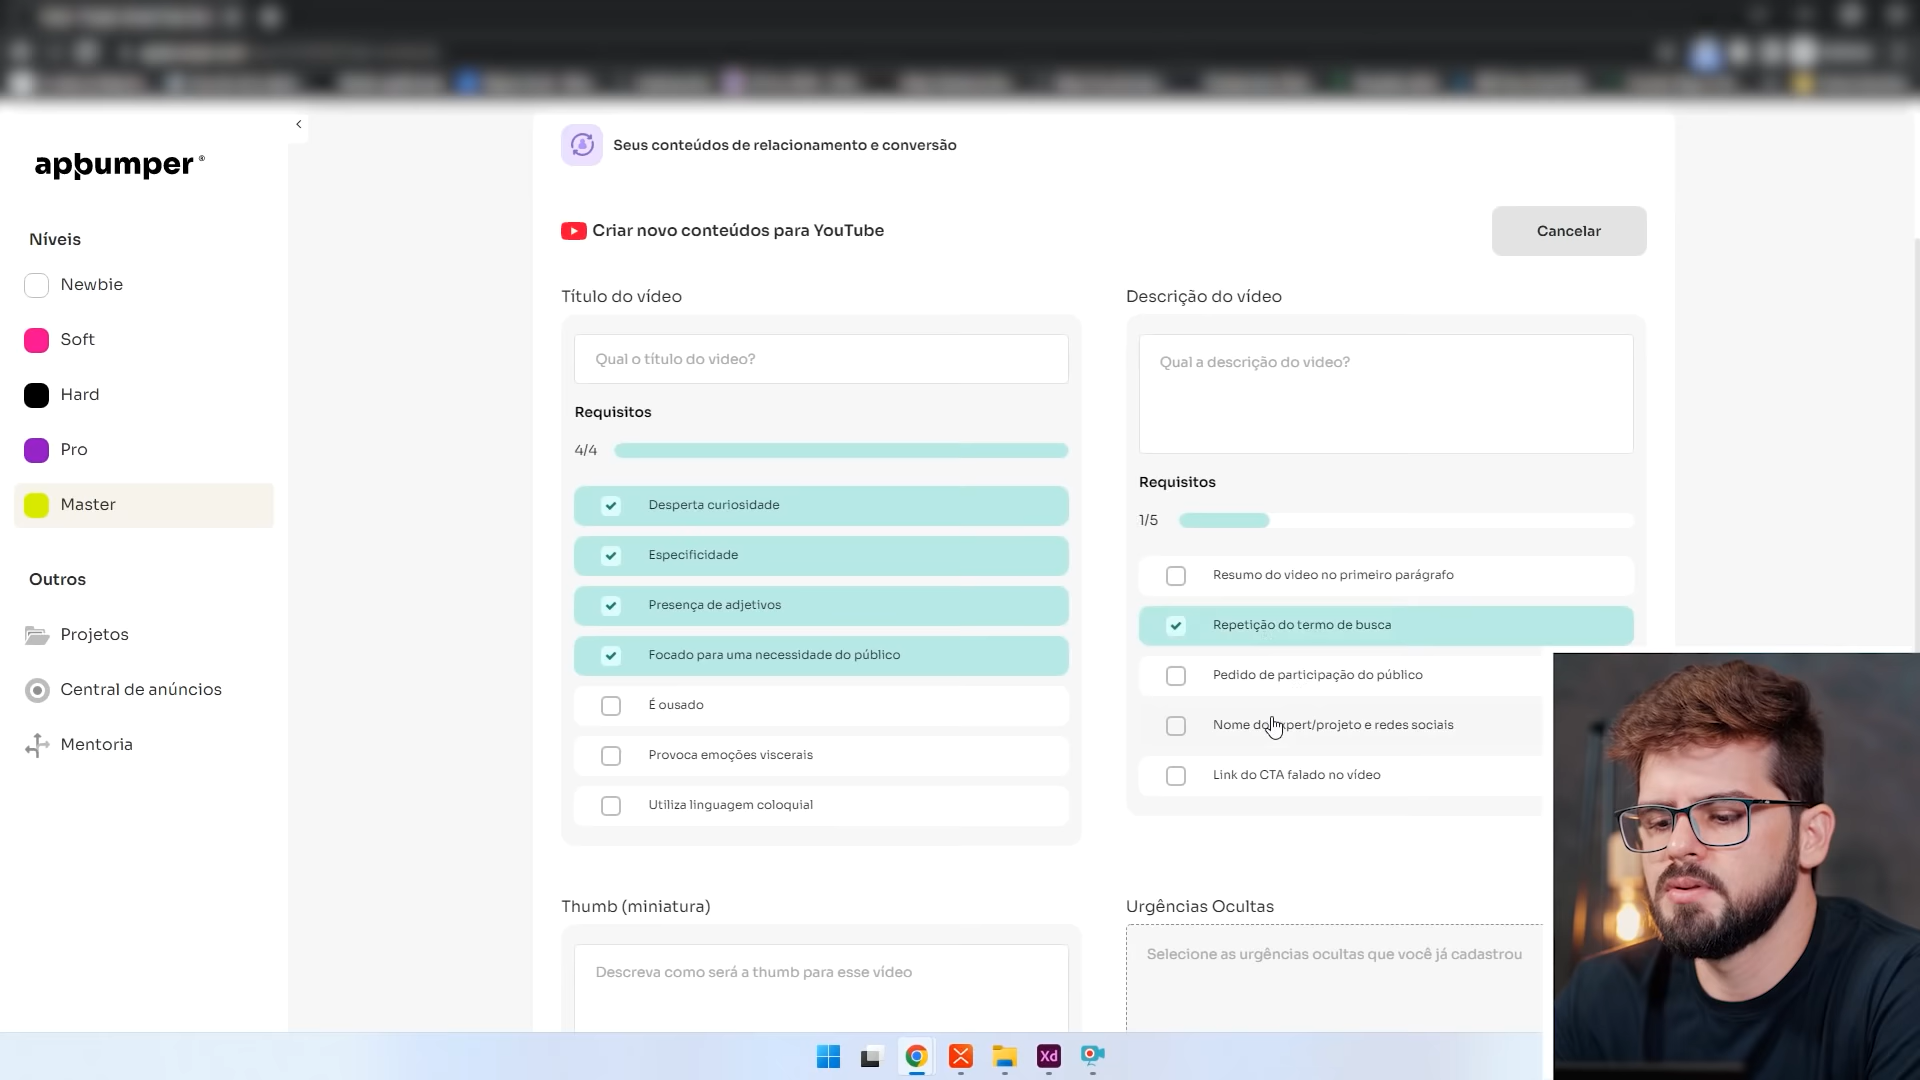 apbumper®
Níveis
Newbie
Soft
Hard
Pro
Master
Outros
Projetos
Central de anúncios
Mentoria
Seus conteúdos de relacionamento e conversão
Criar novo conteúdos para YouTube
Cancelar
Título do vídeo
Qual o título do video?
Requisitos
4/4
Desperta curiosidade
Especificidade
Presença de adjetivos
Focado para uma necessidade do público
É ousado
Provoca emoções viscerais
Utiliza linguagem coloquial
Descrição do vídeo
Qual a descrição do video?
Requisitos
1/5
Resumo do video no primeiro parágrafo
Repetição do termo de busca
Pedido de participação do público
Nome do expert/projeto e redes sociais
Link do CTA falado no vídeo
Thumb (miniatura)
Descreva como será a thumb para esse vídeo
Urgências Ocultas
Selecione as urgências ocultas que você já cadastrou
Xd